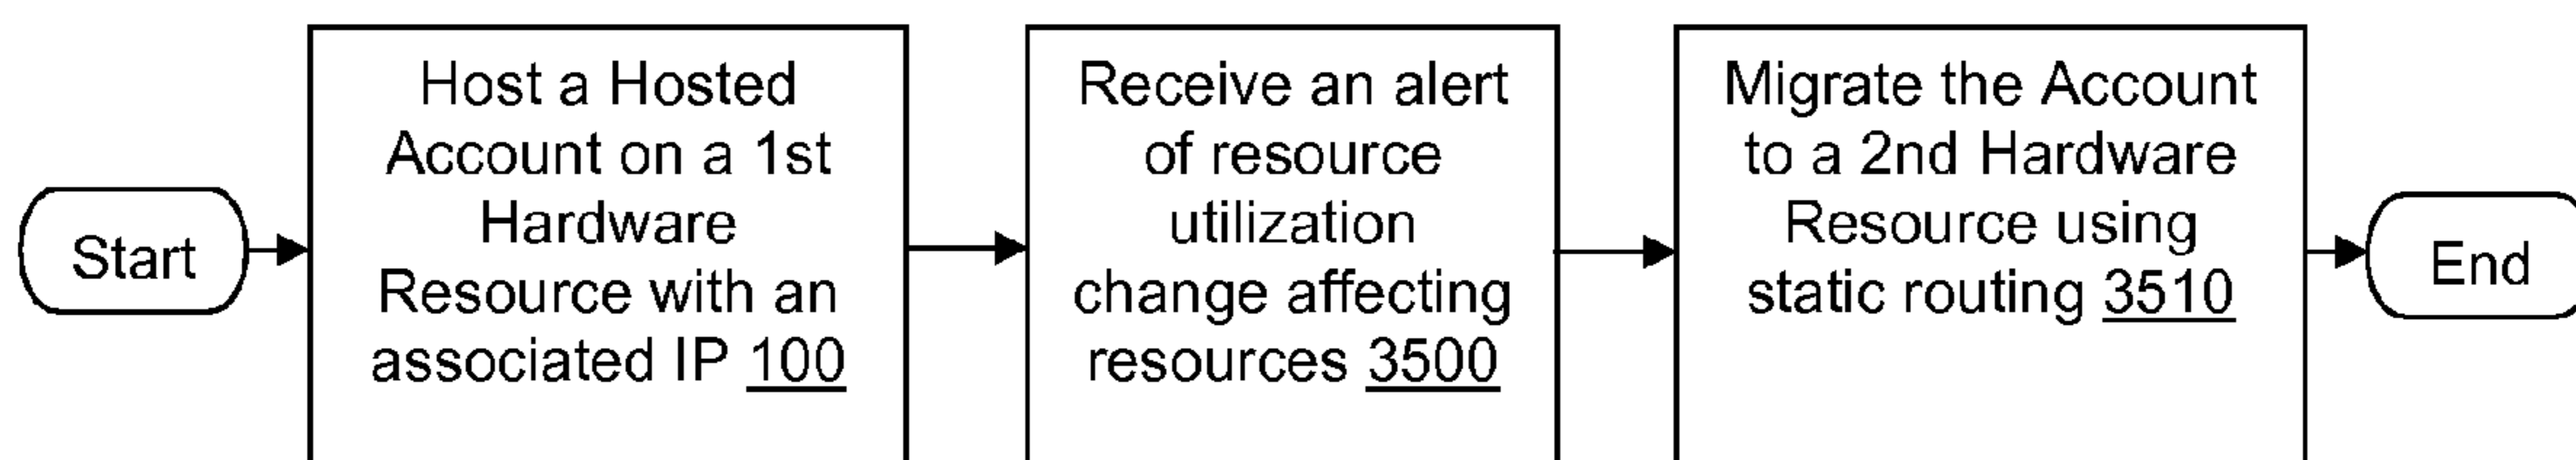 Start
Host a Hosted
Account on a 1st
Hardware
Resource with an
associated IP 100
Receive an alert
of resource
utilization
change affecting
resources 3500
Migrate the Account
to a 2nd Hardware
Resource using
static routing 3510
End